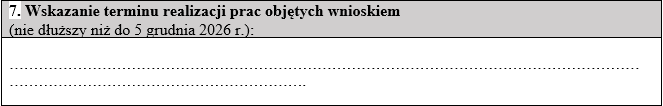 7. Wskazanie terminu realizacji prac objętych wnioskiem
(nie dłuższy niż do 5 grudnia 2026 r.):
……………………………………………………………………………………………………………
………………………………………………….